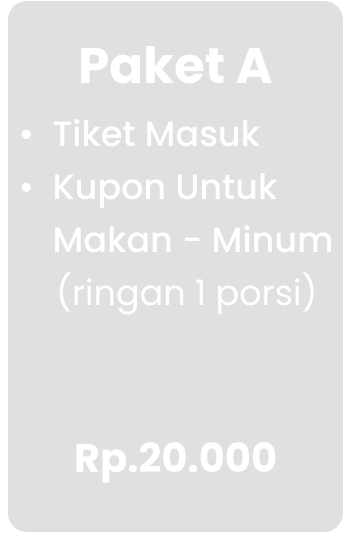 Paket A
• Tiket Masuk
• Kupon Untuk
Makan - Minum
(ringan 1 porsi)
Rp.20.000